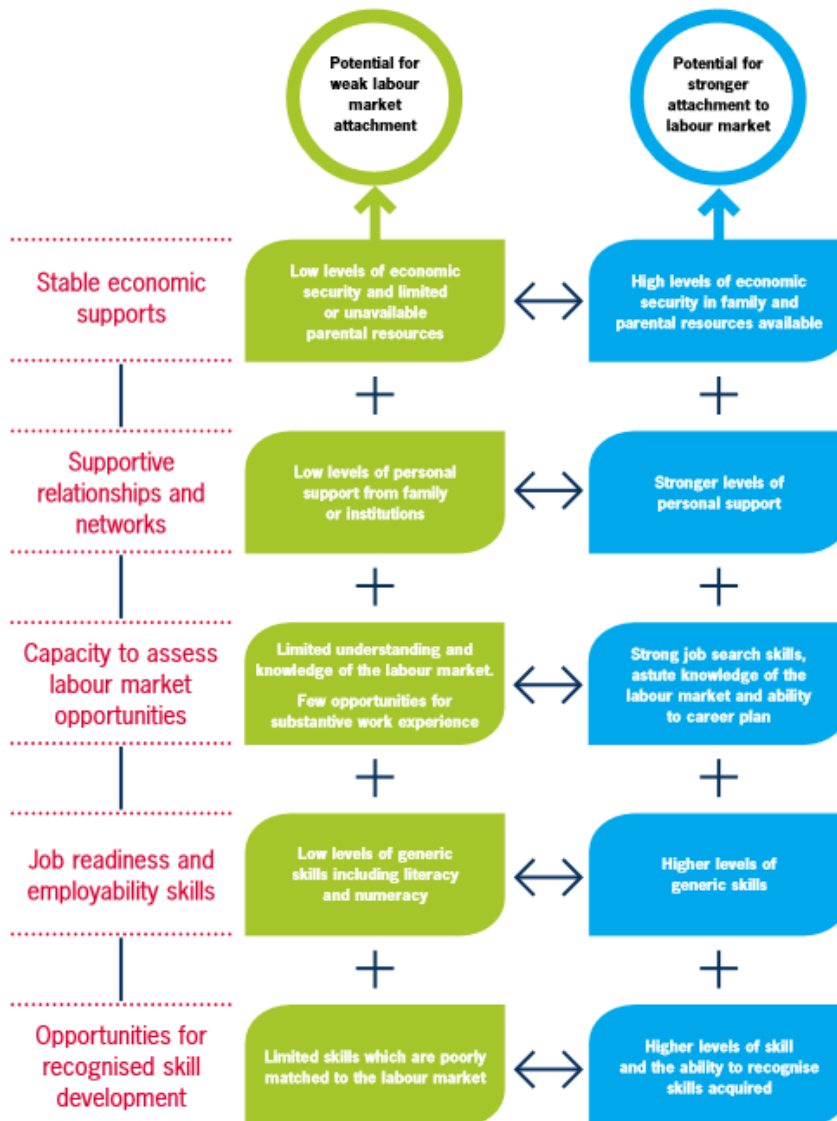 Potential for
weak labour
market
attachment
Potential for
stronger
attachment to
labour market
Stable economic
supports
Low levels of economic
security and limited
or unavailable
parental resources
High levels of economic
security in family and
parental resources available
Supportive
relationships and
networks
Low levels of personal
support from family
or institutions
Stronger levels of
personal support
Capacity to assess
labour market
opportunities
Limited understanding and
knowledge of the labour market.
Few opportunities for
substantive work experience
Strong job search skills,
astute knowledge of the
labour market and ability
to career plan
Job readiness and
employability skills
Low levels of generic
skills including literacy
and numeracy
Higher levels of
generic skills
Opportunities for
recognised skill
development
Limited skills which are poorly
matched to the labour market
Higher levels of skill
and the ability to recognise
skills acquired